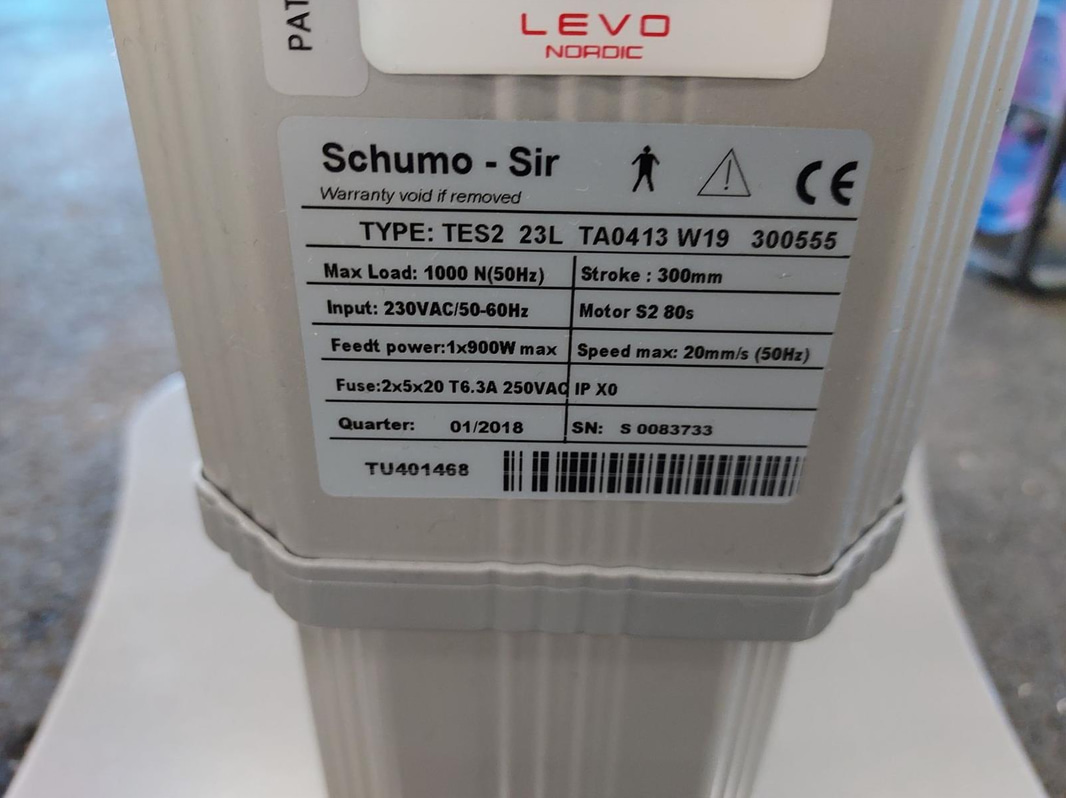 PAT
LEVO
NORDIC
Schumo - Sir
Warranty void if removed
CE
TYPE: TES2 23L TA0413 W19 300555
Max Load: 1000 N(50Hz) Stroke : 300mm
Input: 230VAC/50-60Hz Motor S2 80s
Feedt power:1x900W max Speed max: 20mm/s (50Hz)
Fuse:2x5x20 T6.3A 250VAC IP X0
Quarter: 01/2018 SN: S 0083733
TU401468